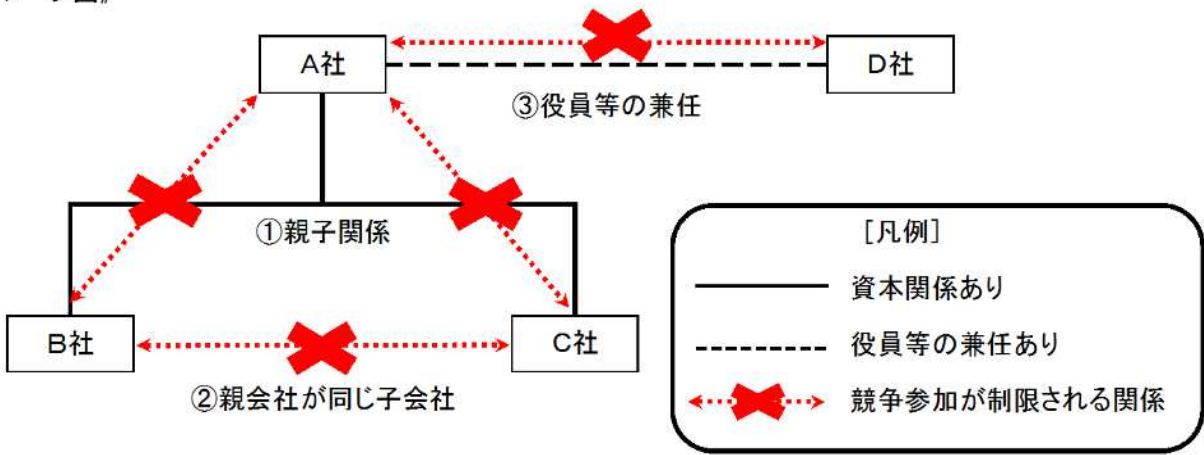 A社
D社
③役員等の兼任
①親子関係
B社
C社
②親会社が同じ子会社
[凡例]
資本関係あり
役員等の兼任あり
競争参加が制限される関係